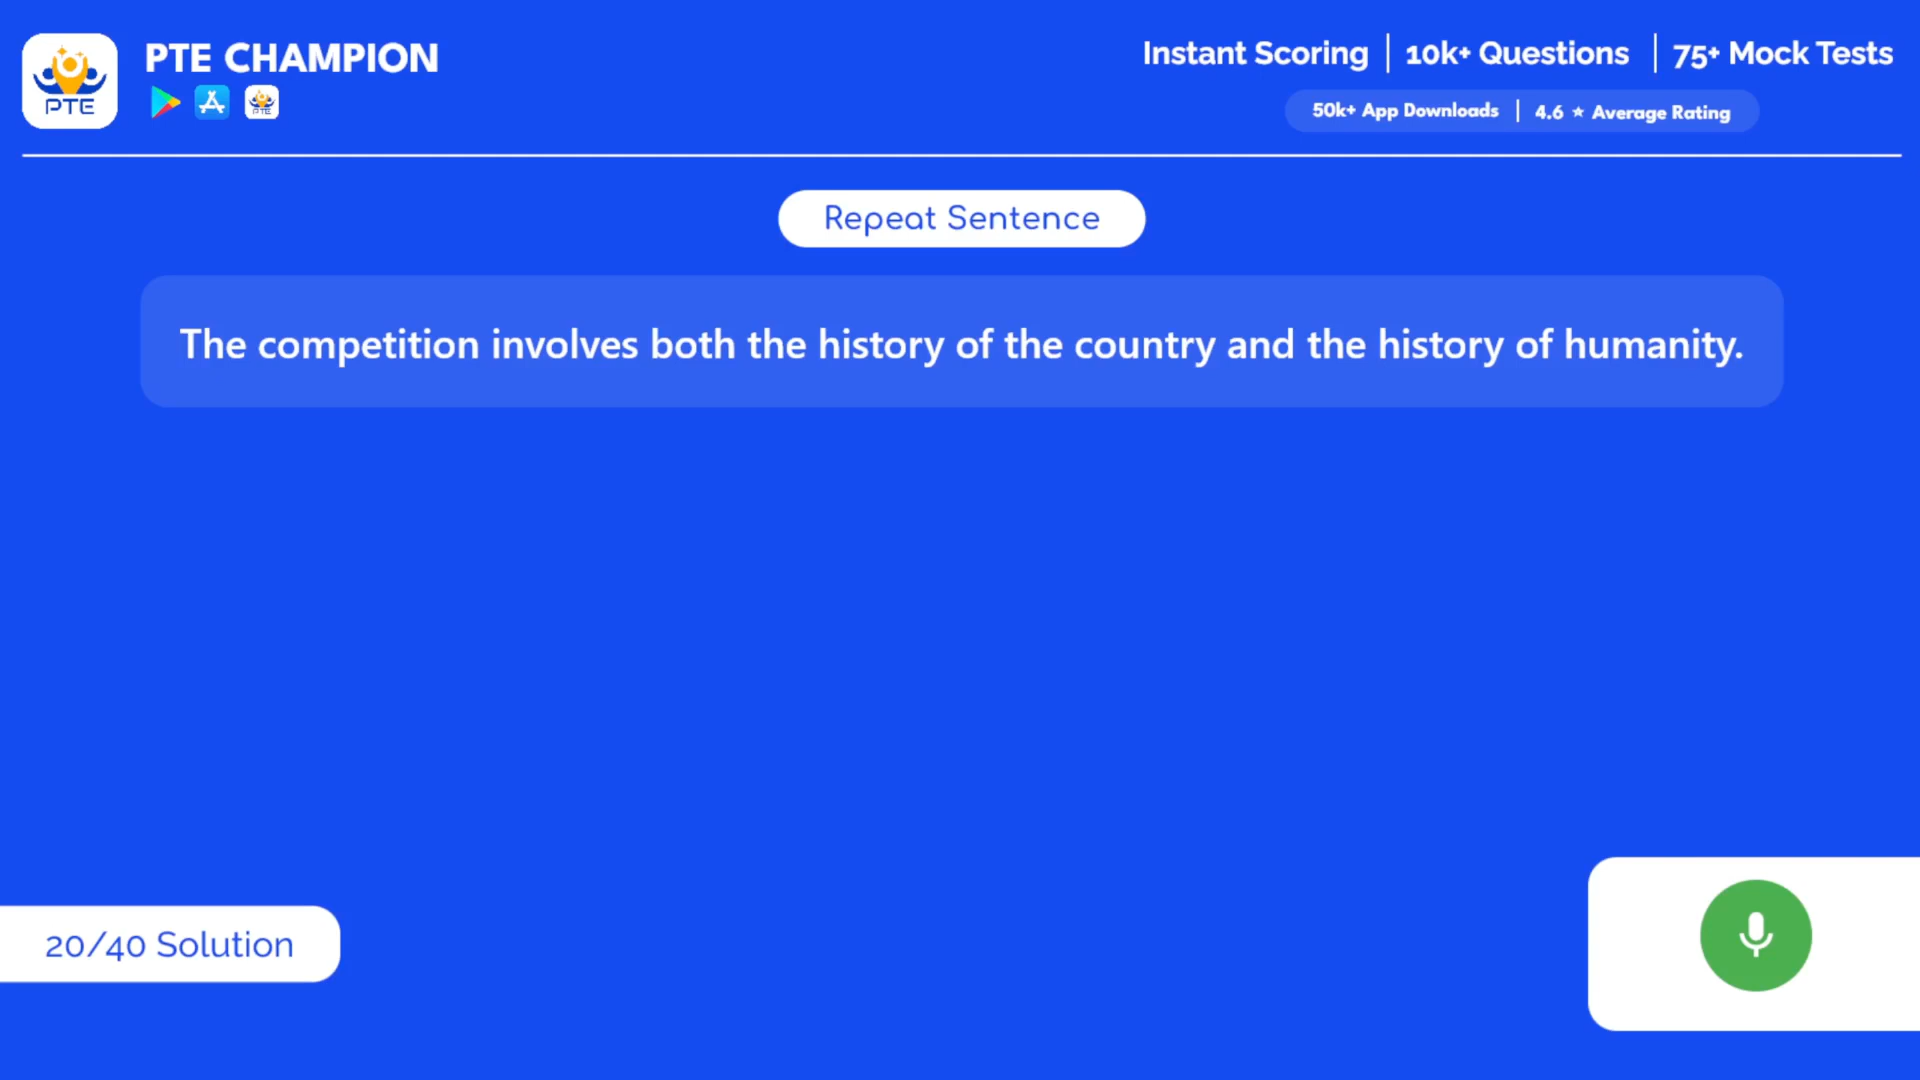 PTE CHAMPION
PTE
PTE
Instant Scoring | 10k+ Questions | 75+ Mock Tests
50k+ App Downloads | 4.6 ★ Average Rating
Repeat Sentence
The competition involves both the history of the country and the history of humanity.
20/40 Solution